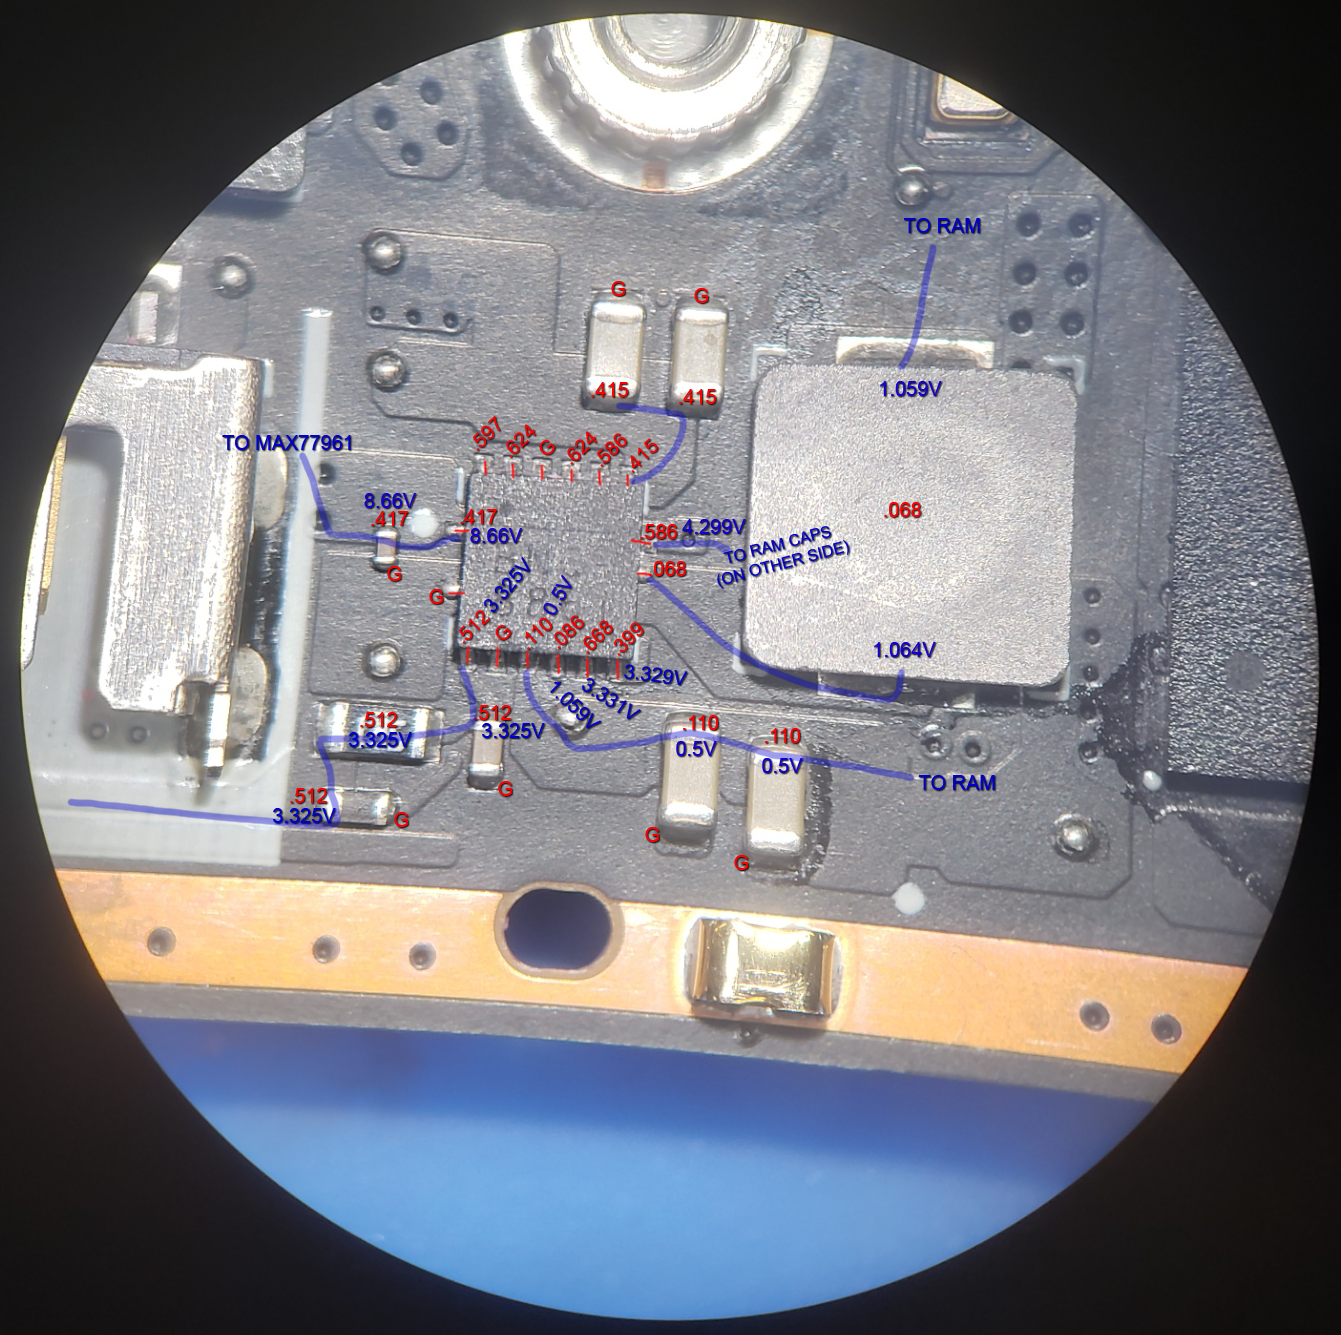 TO RAM
G
G
1.059V
.415
.415
.597
.624
G
.624
.586
.415
TO MAX77961
8.66V
.417
.417
8.66V
G
G
.586
4.299V
.068
.068
TO RAM CAPS
(ON OTHER SIDE)
3.325V
0.5V
.512
G
.110
.086
.668
.399
1.064V
3.329V
3.331V
1.059V
.512
3.325V
.512
3.325V
G
.110
0.5V
.110
0.5V
TO RAM
.512
3.325V
G
G
G